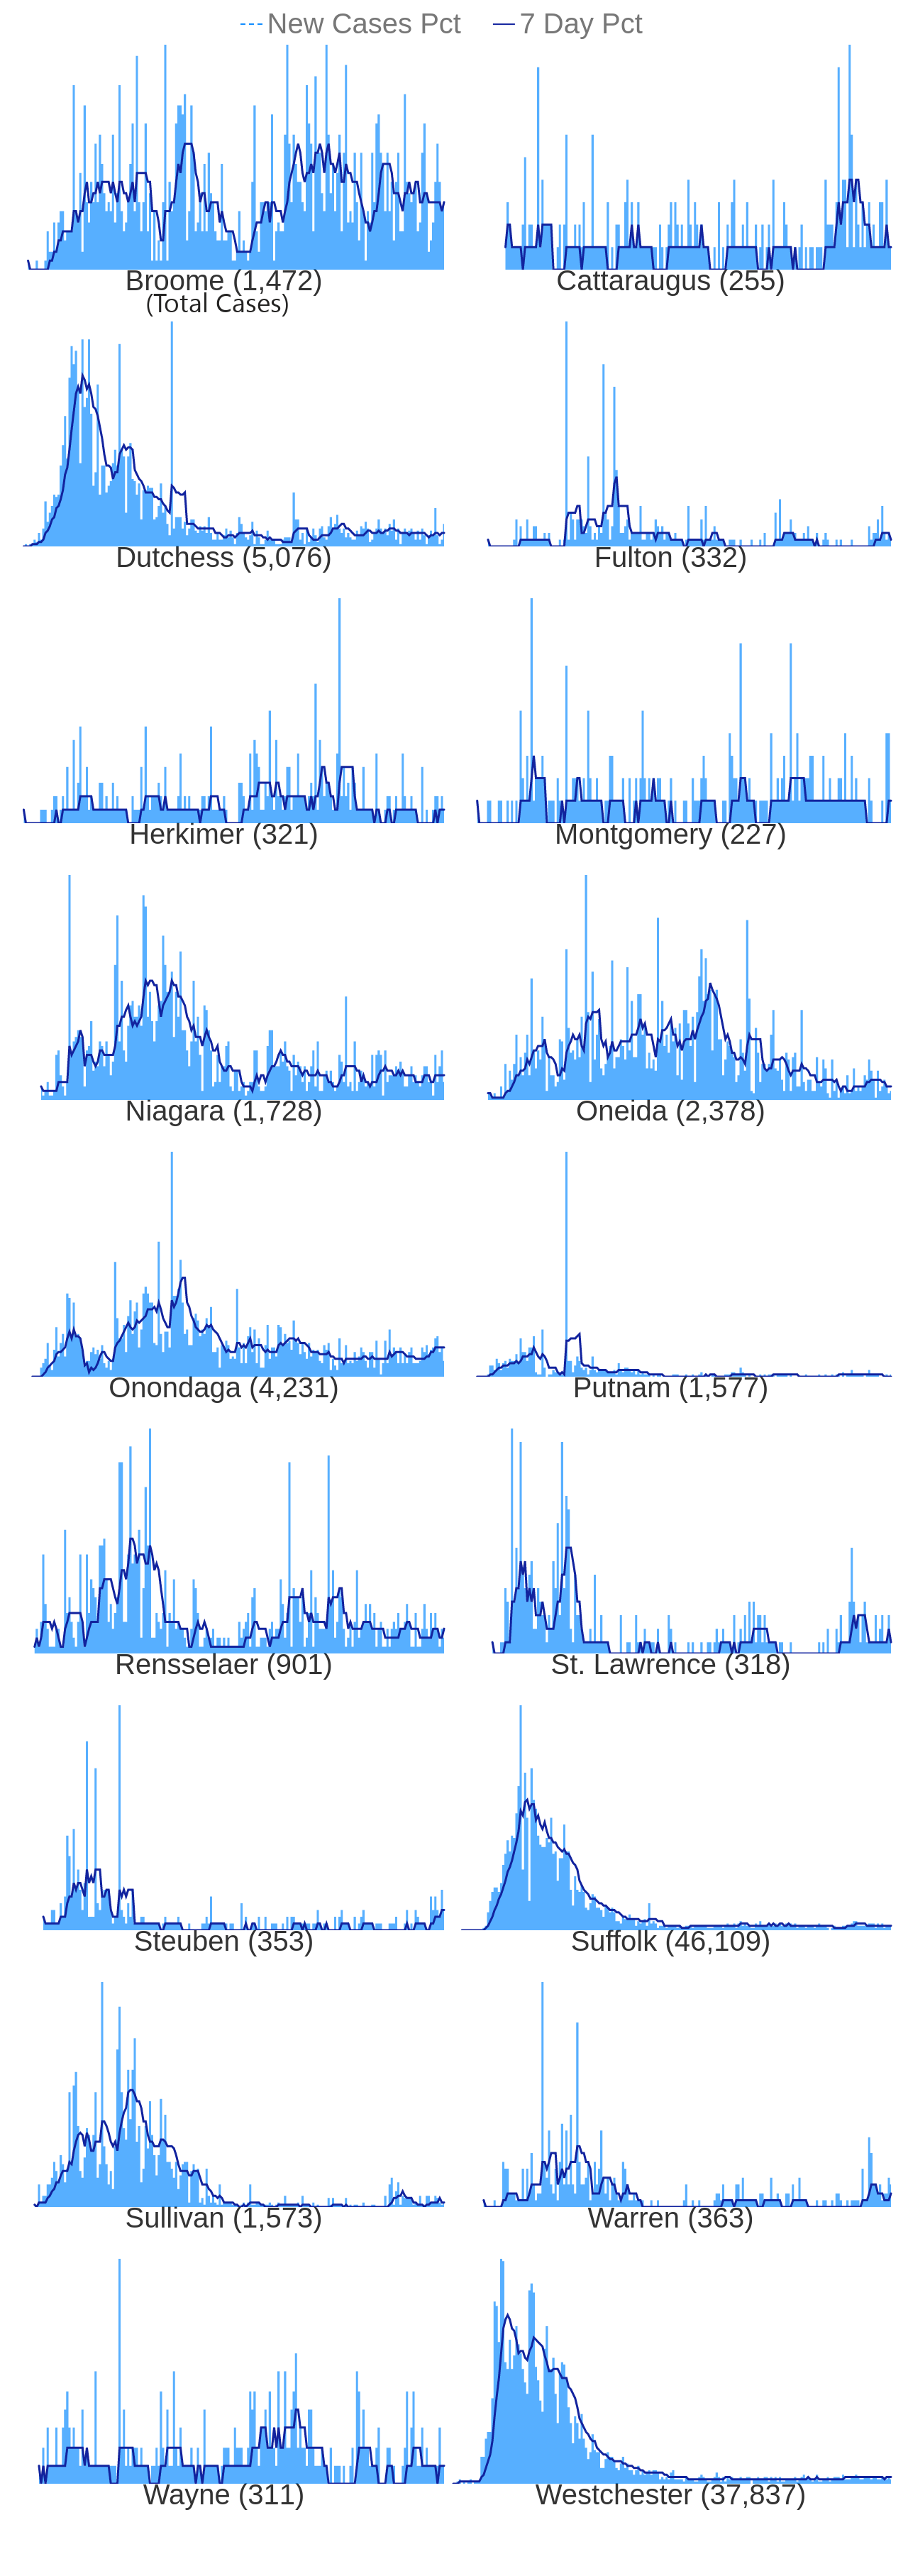 New Cases Pct 7 Day Pct
Broome (1,472) Cattaraugus (255)
(Total Cases)
Dutchess (5,076) Fulton (332)
Herkimer (321) Montgomery (227)
Niagara (1,728) Oneida (2,378)
Onondaga (4,231) Putnam (1,577)
Rensselaer (901) St. Lawrence (318)
Steuben (353) Suffolk (46,109)
Sullivan (1,573) Warren (363)
Wayne (311) Westchester (37,837)